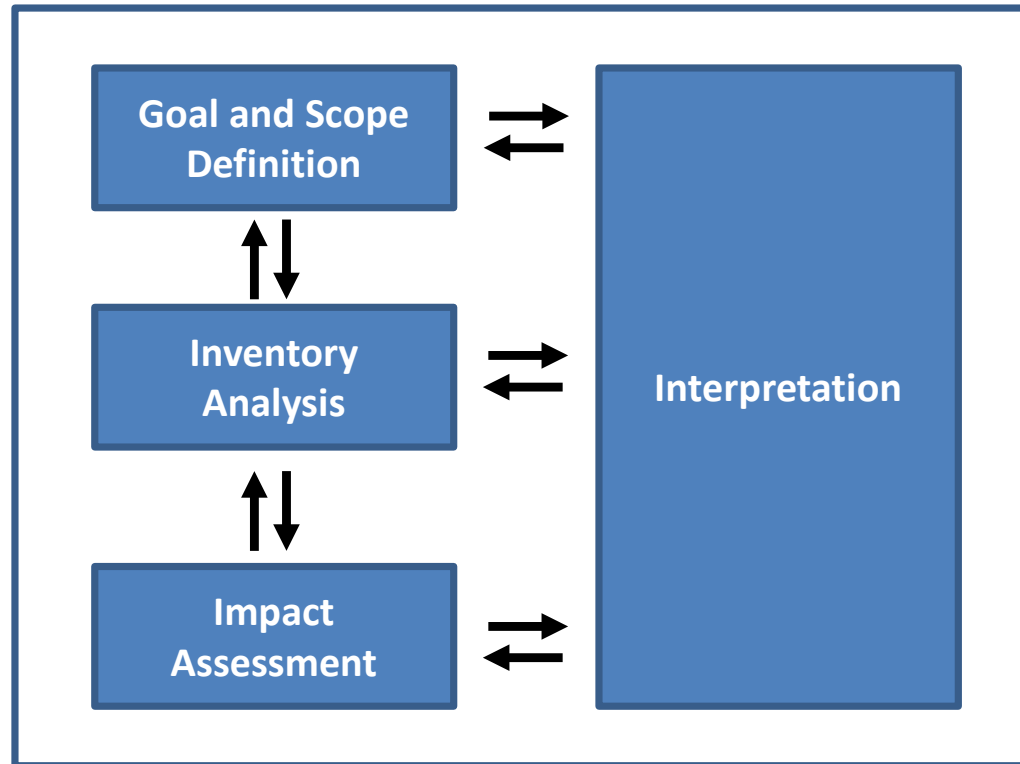 Goal and Scope
Definition
Inventory
Analysis
Interpretation
Impact
Assessment